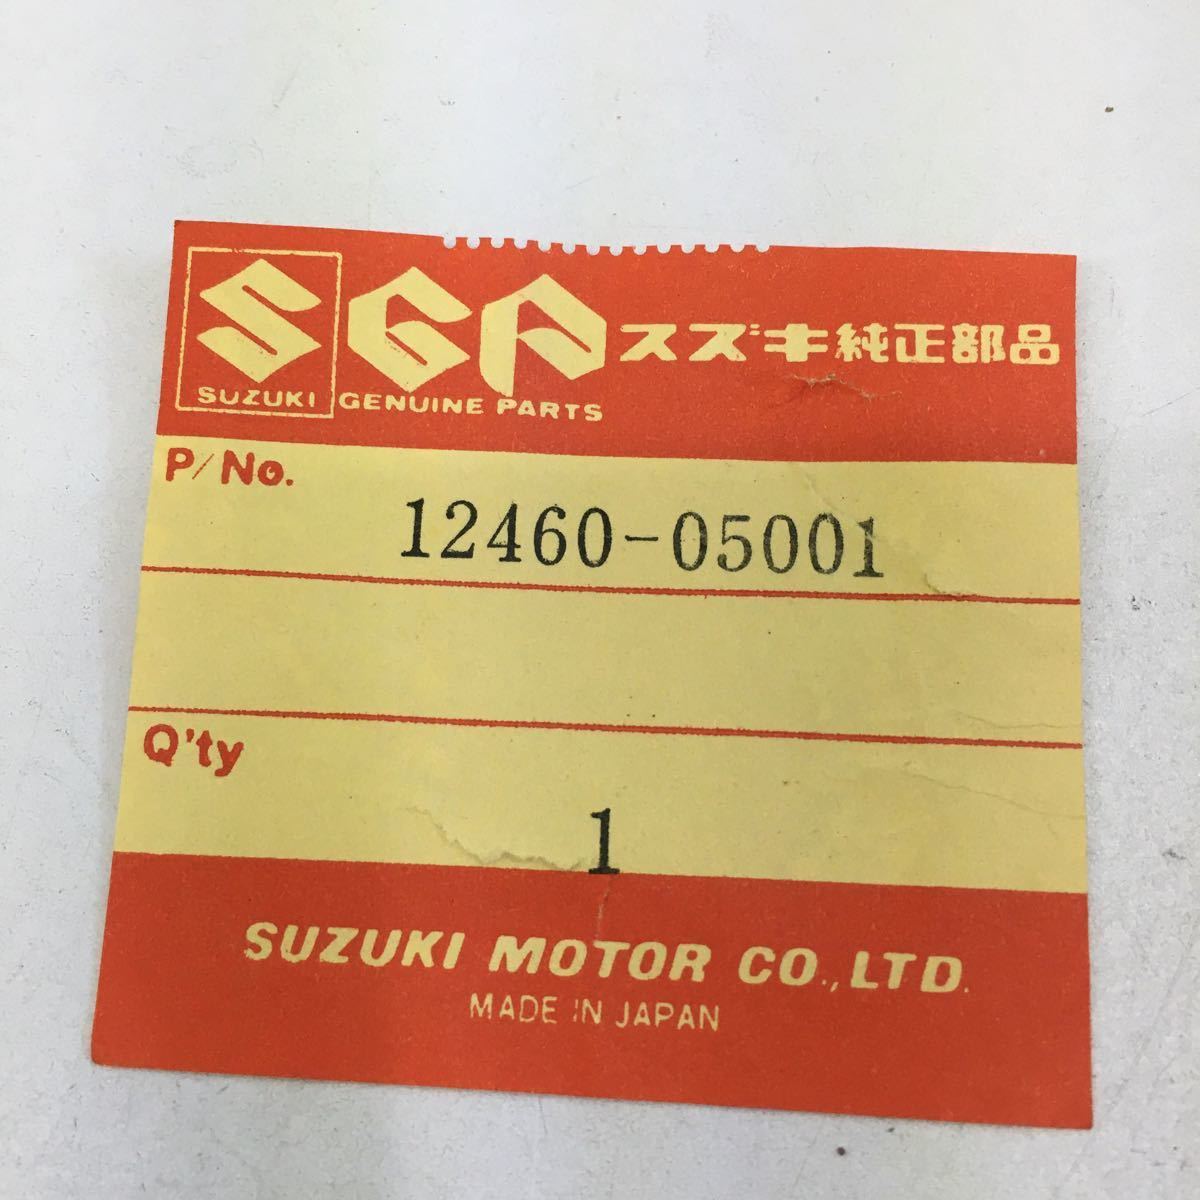 SGP スズキ純正部品
SUZUKI GENUINE PARTS
P/No.
12460-05001
Q'ty
1
SUZUKI MOTOR CO., LTD.
MADE IN JAPAN